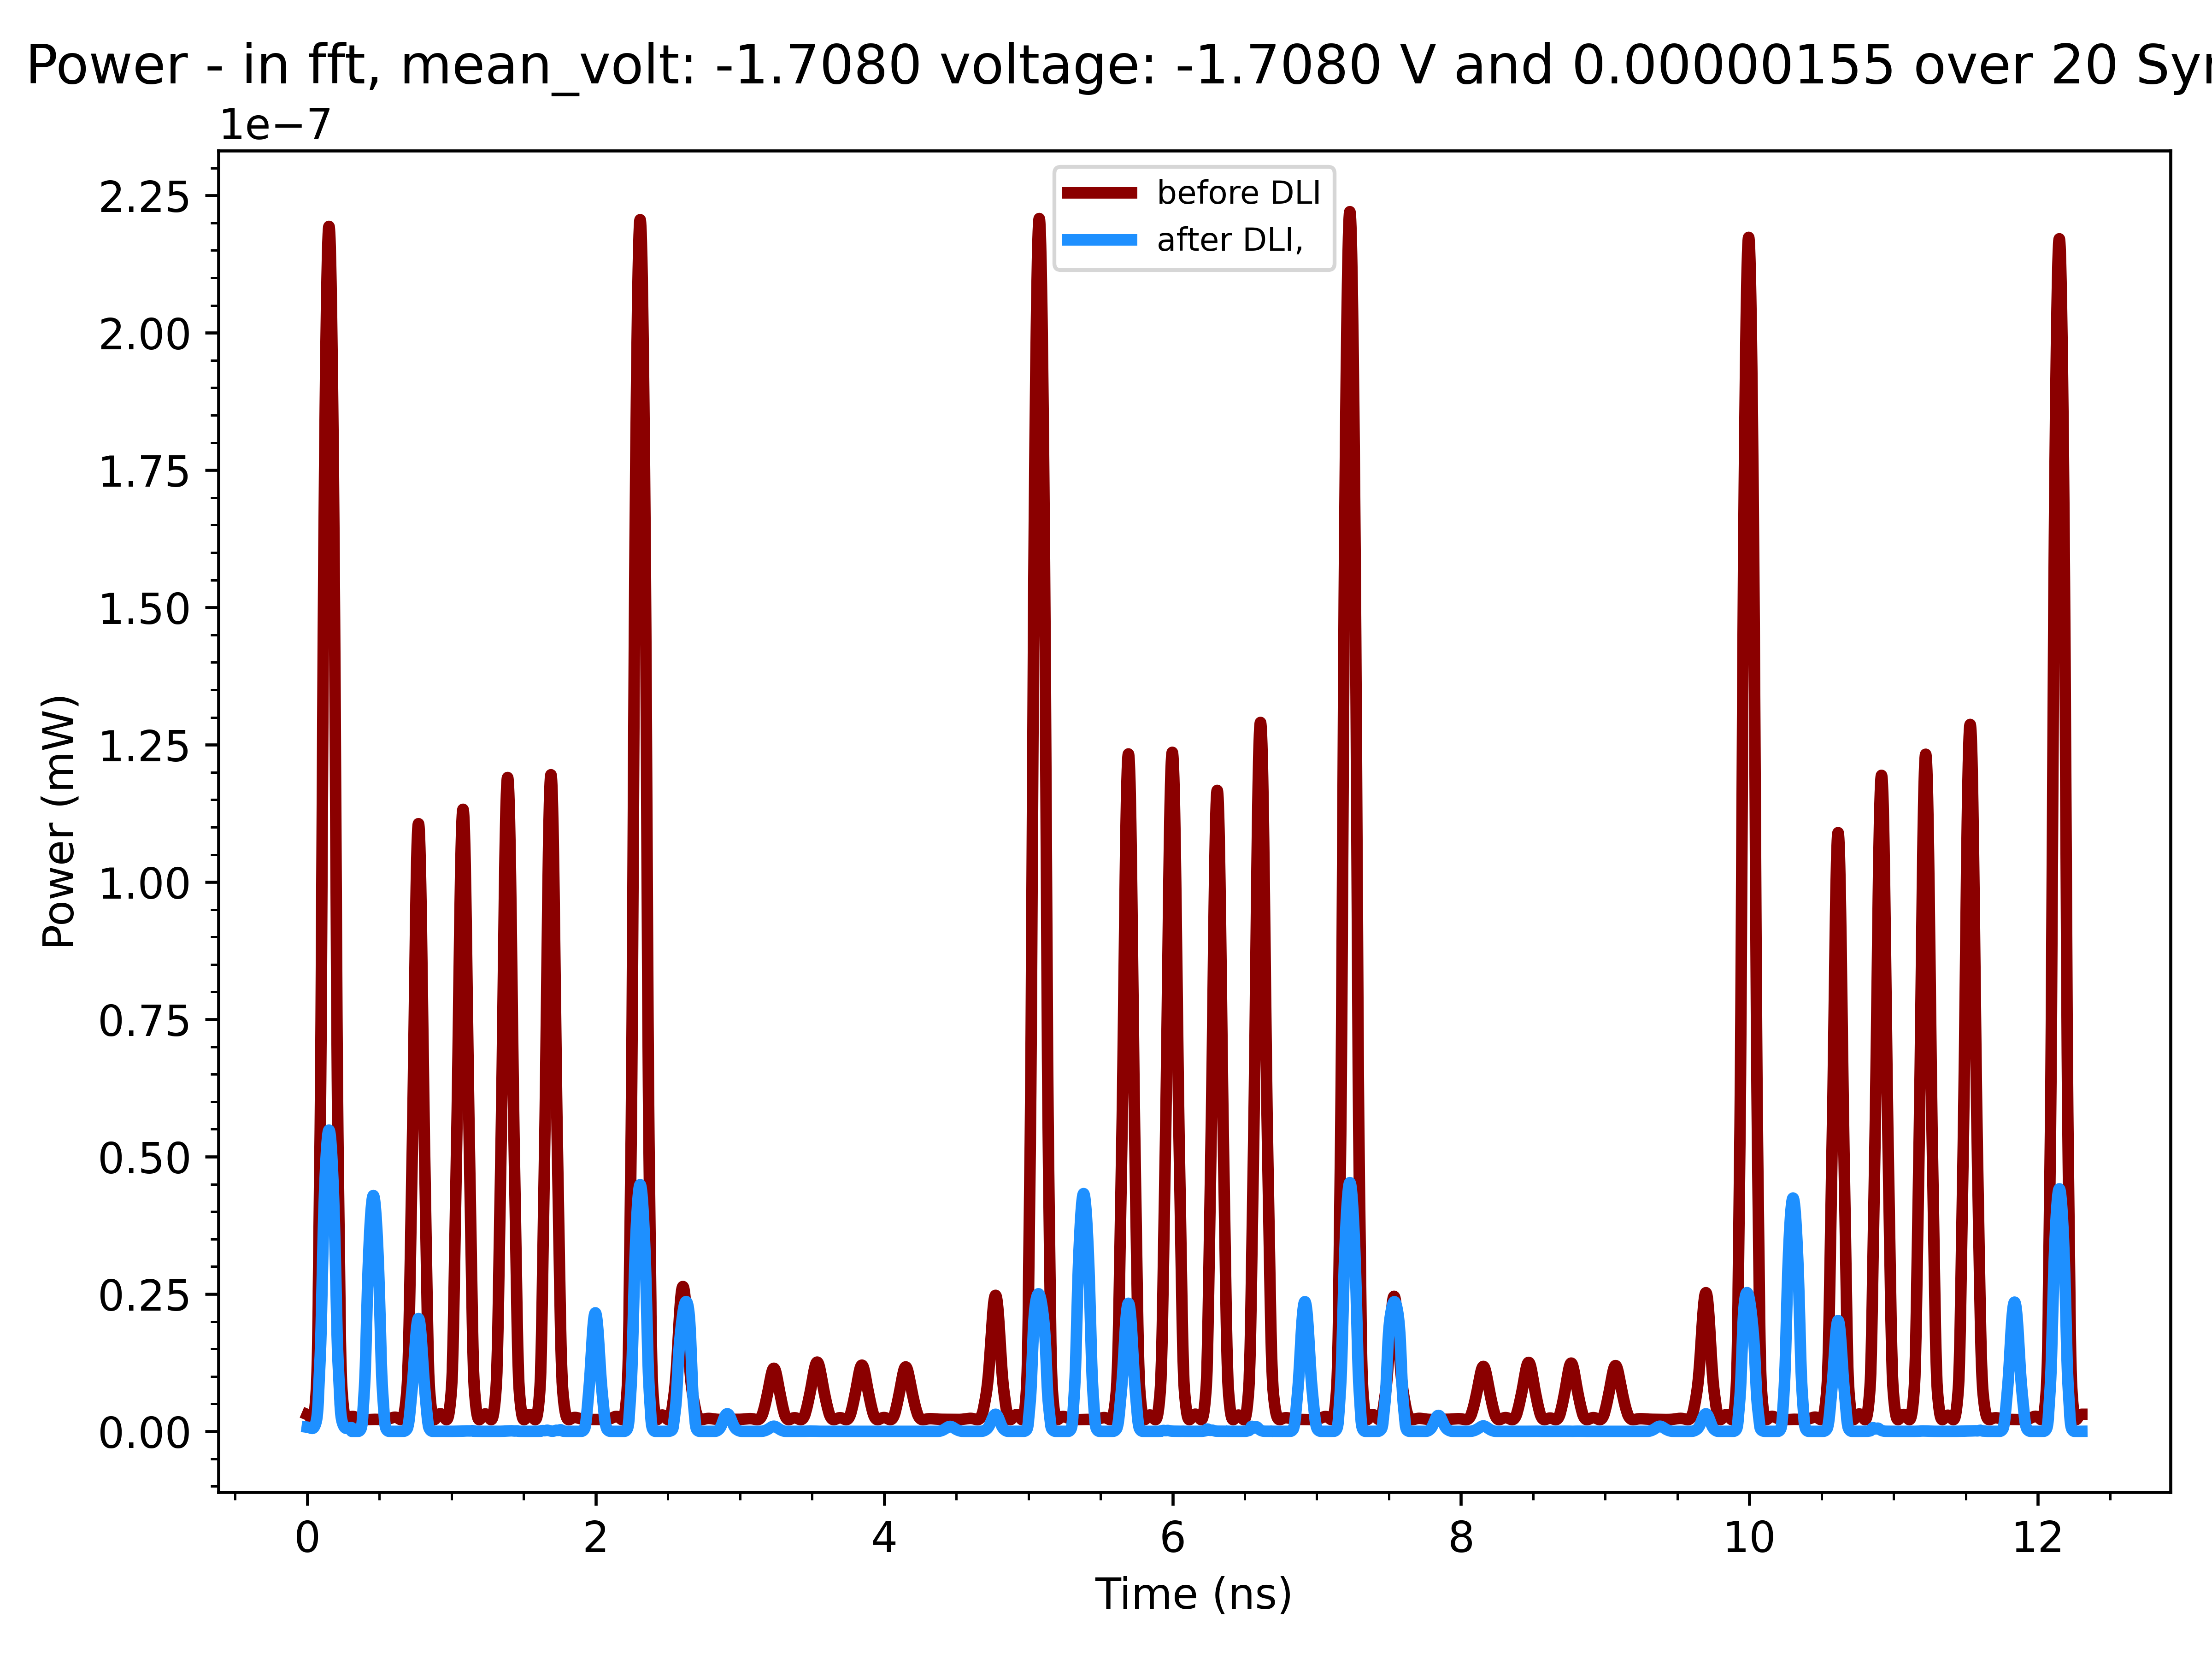 Power - in fft, mean_volt: -1.7080 voltage: -1.7080 V and 0.00000155 over 20
1e−7
before DLI
after DLI,
2.25
2.00
1.75
1.50
1.25
1.00
0.75
0.50
0.25
0.00
Power (mW)
0 2 4 6 8 10 12
Time (ns)